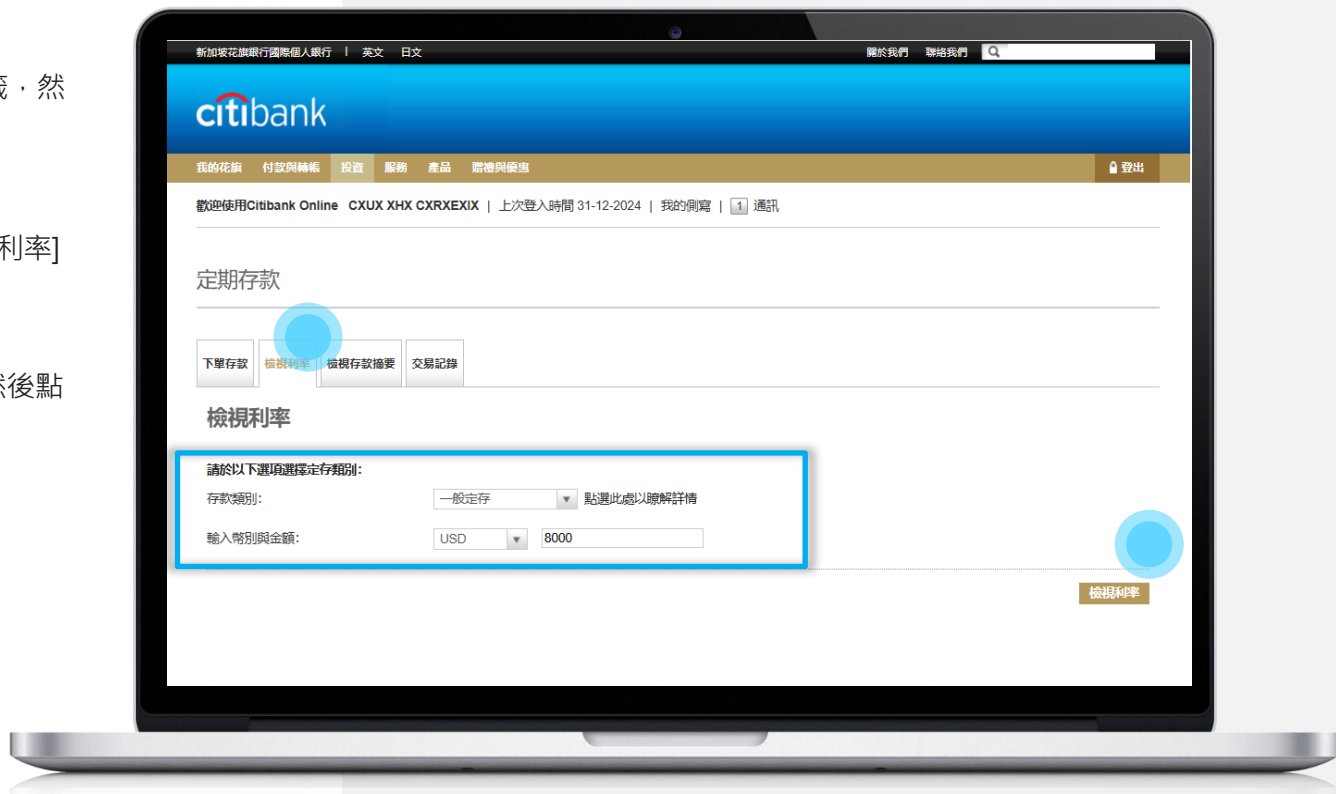 籤，然
利率]
然後點
新加坡花旗銀行國際個人銀行 | 英文 日文 關於我們 聯絡我們
citibank
我的花旗 付款與轉帳 投資 服務 產品 贈禮與優惠 登出
歡迎使用Citibank Online CXUX XHX CXRXEXIX | 上次登入時間 31-12-2024 | 我的側寫 | 1 通訊
定期存款
下單存款 檢視利率 檢視存款摘要 交易記錄
檢視利率
請於以下選項選擇定存類別:
存款類別: 一般定存 點選此處以瞭解詳情
輸入幣別與金額: USD 8000
檢視利率